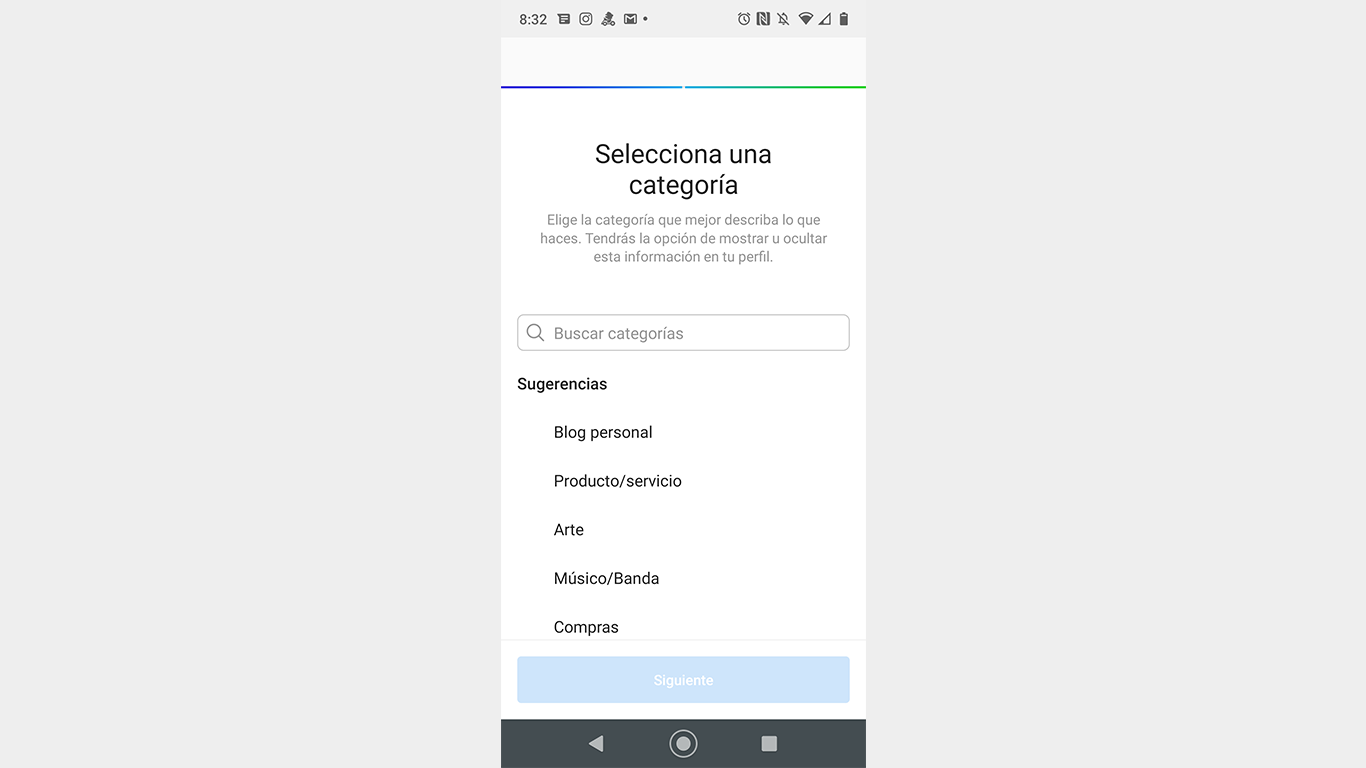 8:32
Selecciona una
categoría
Elige la categoría que mejor describa lo que
haces. Tendrás la opción de mostrar u ocultar
esta información en tu perfil.
Buscar categorías
Sugerencias
Blog personal
Producto/servicio
Arte
Músico/Banda
Compras
Siguiente